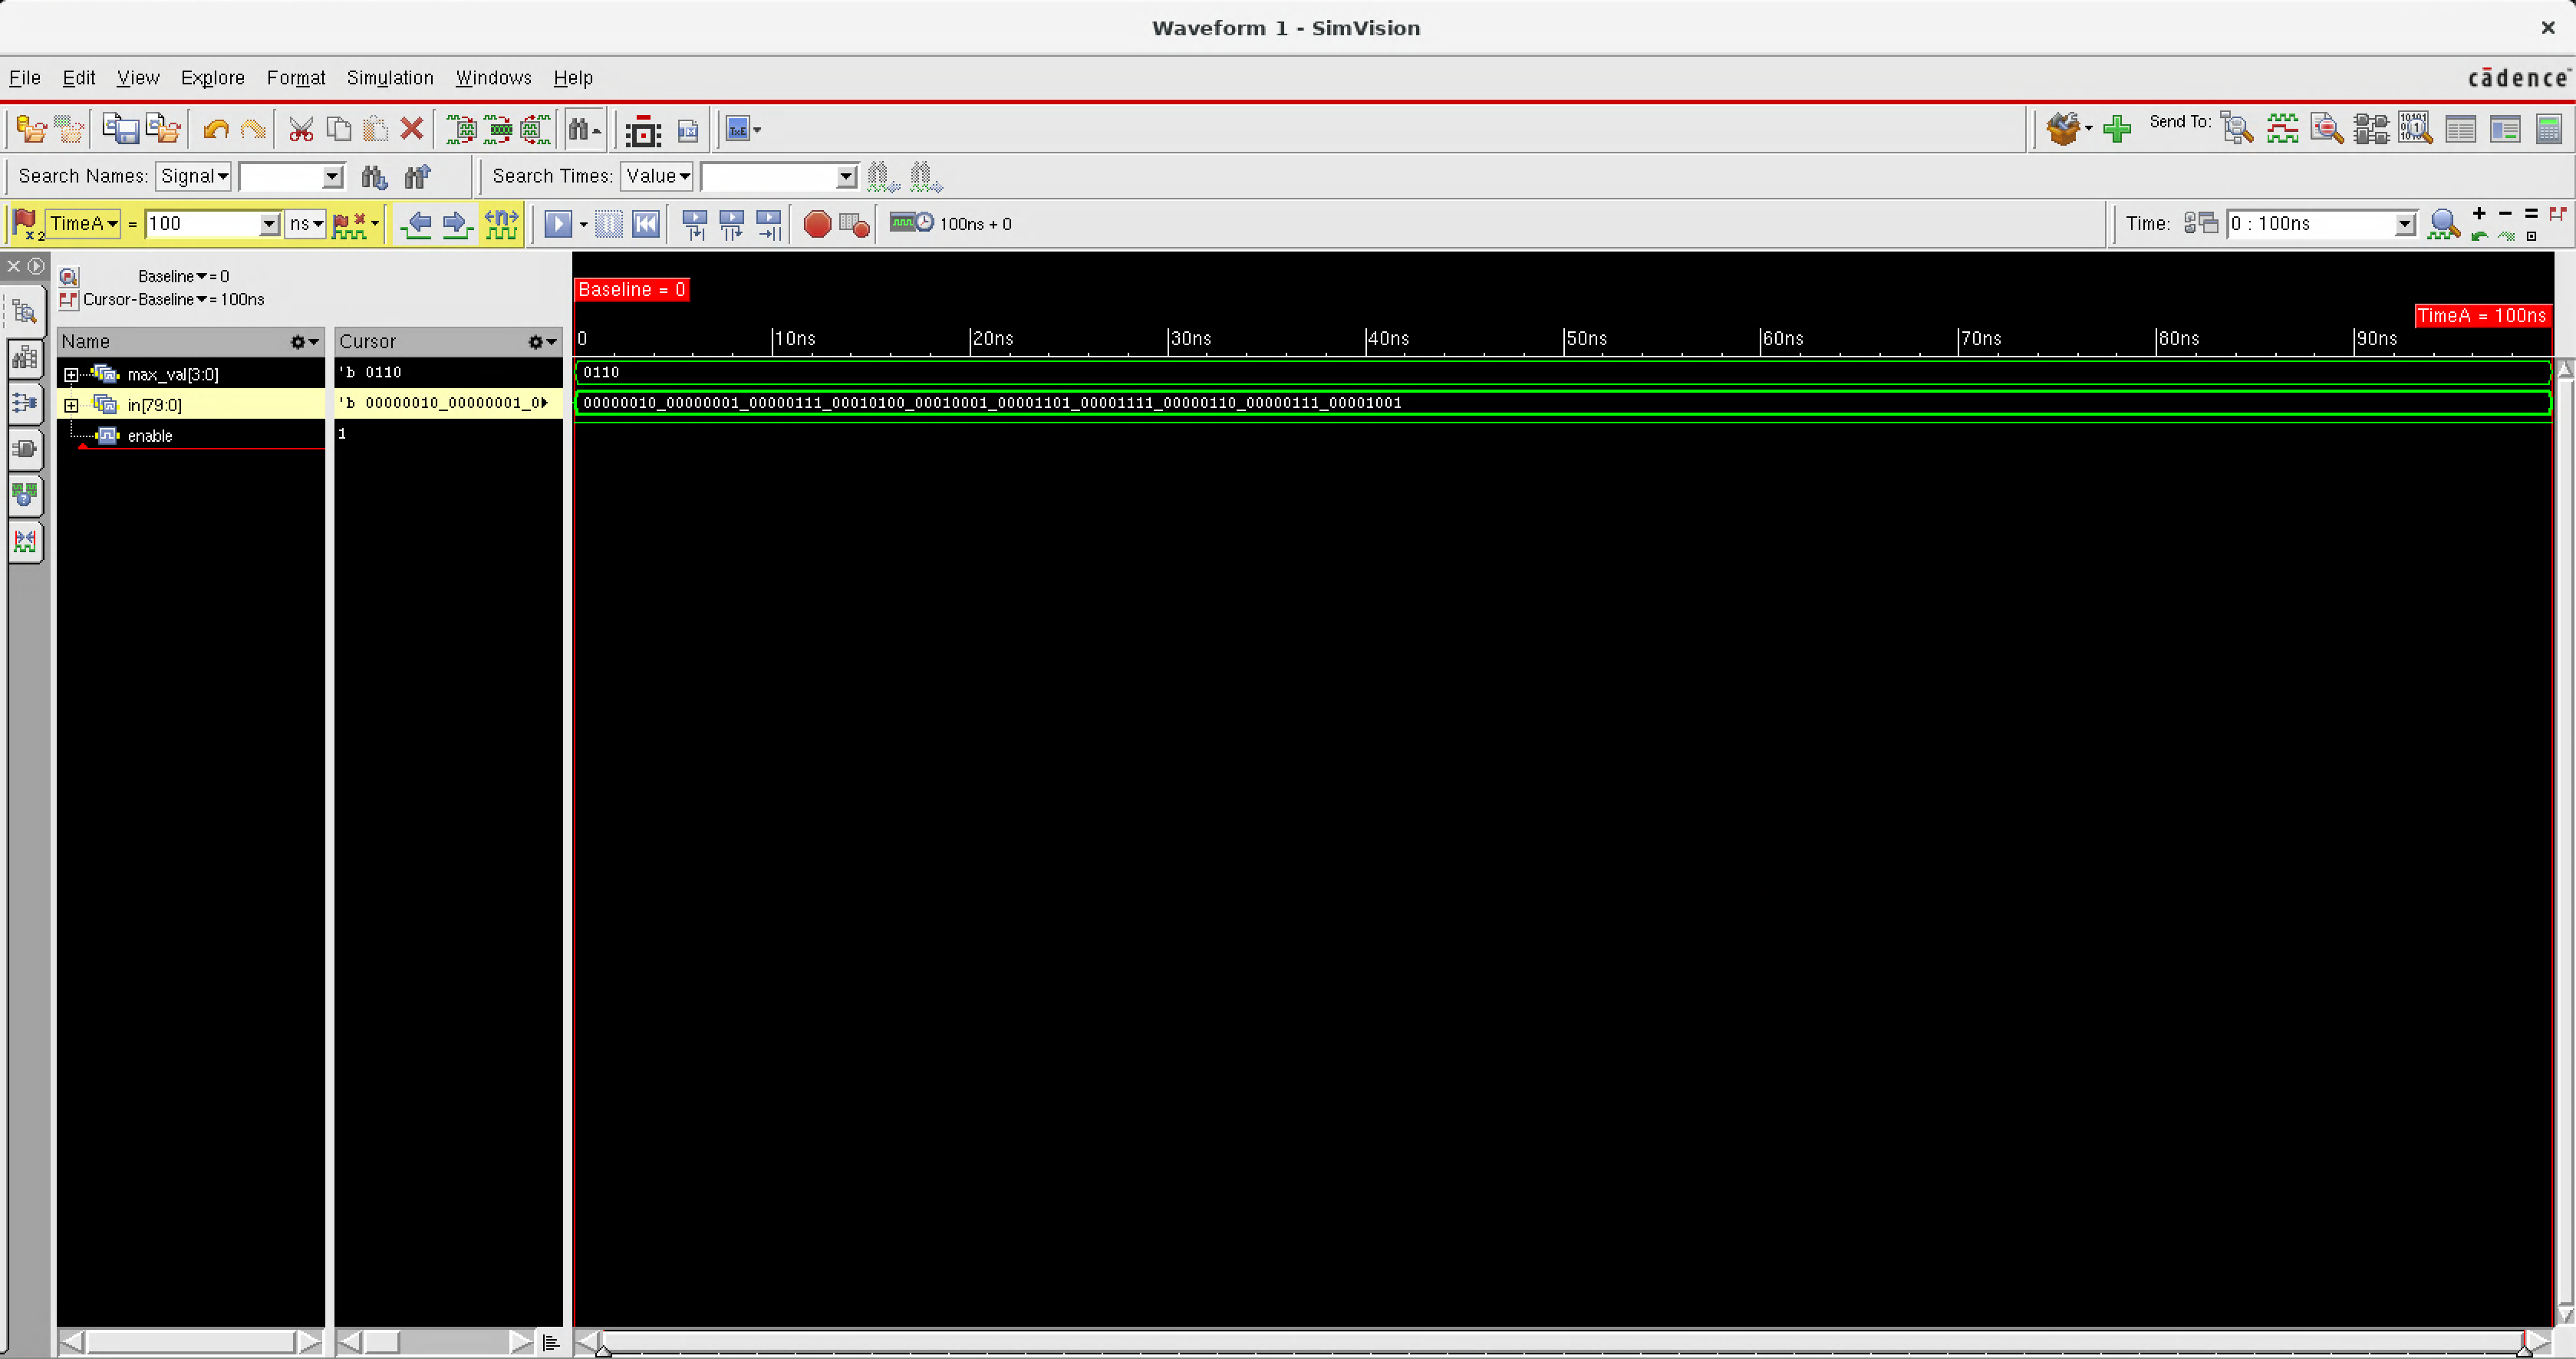 Waveform 1 - SimVision
File Edit View Explore Format Simulation Windows Help
cādence
Send To:
Search Names: Signal Search Times: Value
TimeA = 100 ns 100ns + 0 Time: 0 : 100ns
Baseline = 0
Cursor-Baseline = 100ns
Baseline = 0
TimeA = 100ns
Name Cursor 0 10ns 20ns 30ns 40ns 50ns 60ns 70ns 80ns 90ns
max_val[3:0] 'b 0110 0110
in[79:0] 'b 00000010_00000001_0 00000010_00000001_00000111_00010100_00010001_00001101_00001111_00000110_00000111_00001001
enable 1